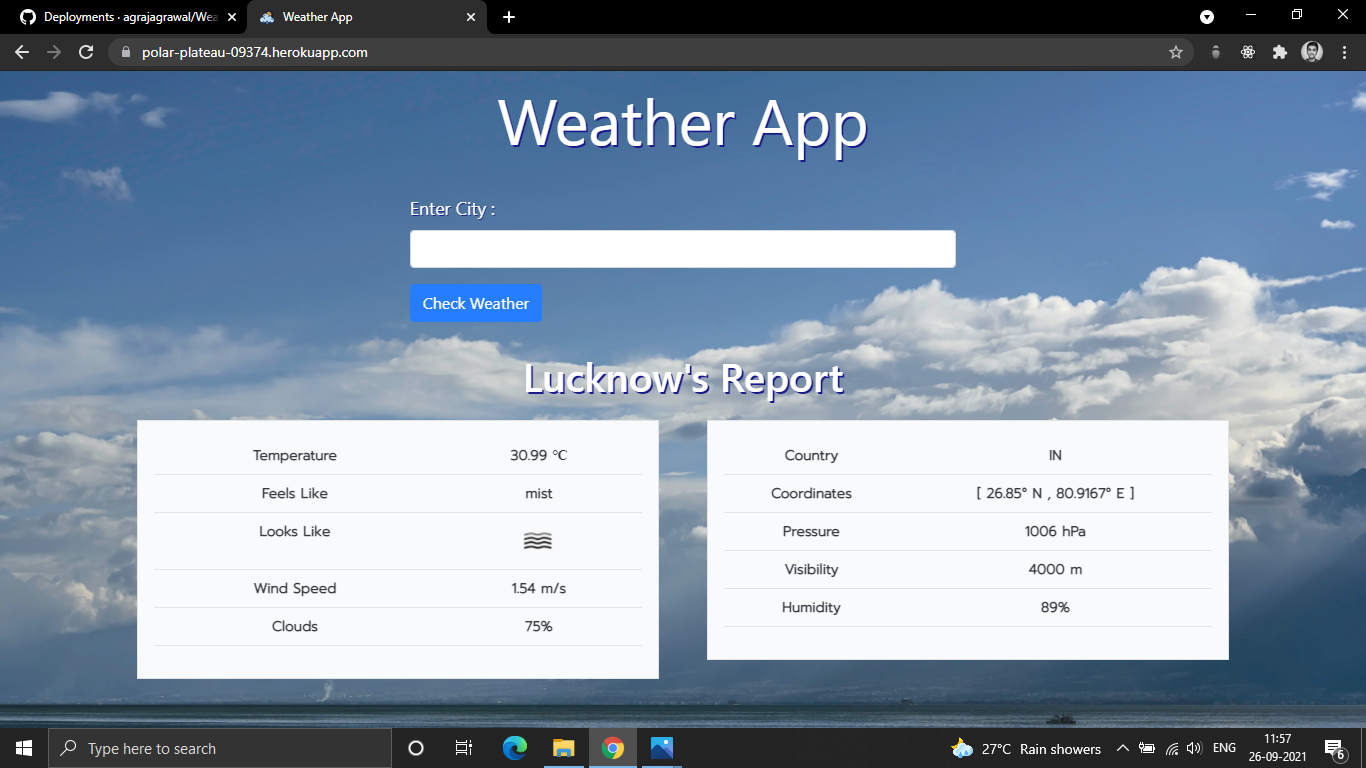 Deployments · agrajagrawal/Wea
Weather App
polar-plateau-09374.herokuapp.com
Weather App
Enter City :
Check Weather
Lucknow's Report
Temperature 30.99 °C
Feels Like mist
Looks Like
Wind Speed 1.54 m/s
Clouds 75%
Country IN
Coordinates [ 26.85° N , 80.9167° E ]
Pressure 1006 hPa
Visibility 4000 m
Humidity 89%
Type here to search
27°C Rain showers
ENG
11:57
26-09-2021
6